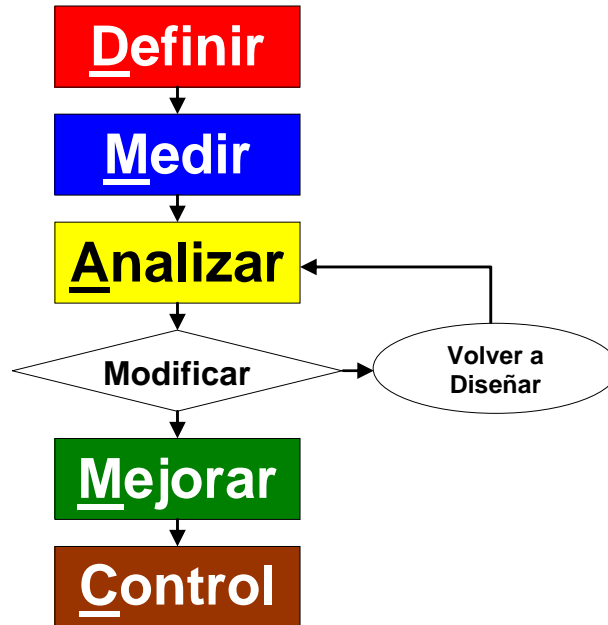 Definir
Medir
Analizar
Modificar
Volver a
Diseñar
Mejorar
Control